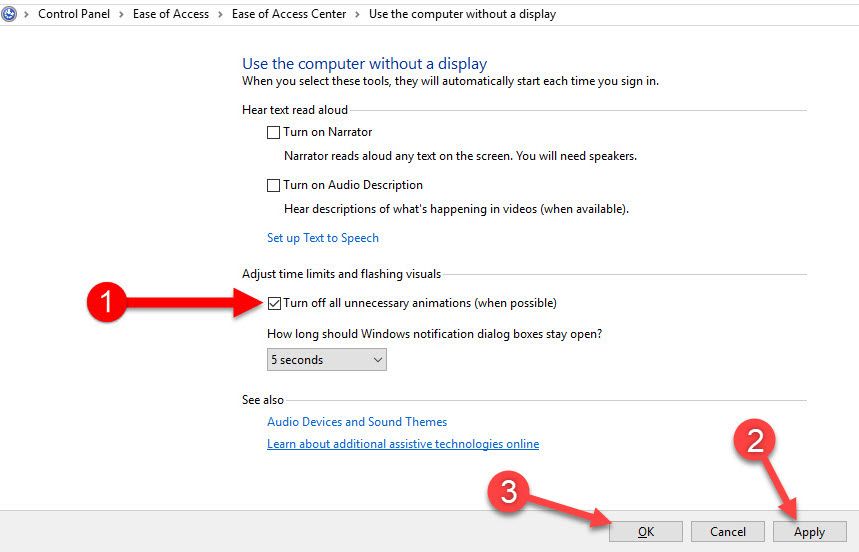 Control Panel > Ease of Access > Ease of Access Center > Use the computer without a display
Use the computer without a display
When you select these tools, they will automatically start each time you sign in.
Hear text read aloud
Turn on Narrator
Narrator reads aloud any text on the screen. You will need speakers.
Turn on Audio Description
Hear descriptions of what's happening in videos (when available).
Set up Text to Speech
Adjust time limits and flashing visuals
1 Turn off all unnecessary animations (when possible)
How long should Windows notification dialog boxes stay open?
5 seconds
See also
Audio Devices and Sound Themes
Learn about additional assistive technologies online
2
3
OK Cancel Apply